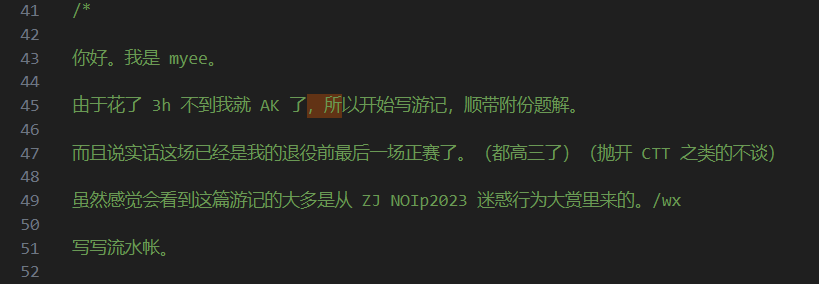 41 /*
42
43 你好。我是 myee。
44
45 由于花了 3h 不到我就 AK 了，所以开始写游记，顺带附份题解。
46
47 而且说实话这场已经是我的退役前最后一场正赛了。（都高三了）（抛开 CTT 之类的不谈）
48
49 虽然感觉会看到这篇游记的大多是从 ZJ NOIp2023 迷惑行为大赏里来的。/wx
50
51 写写流水帐。
52